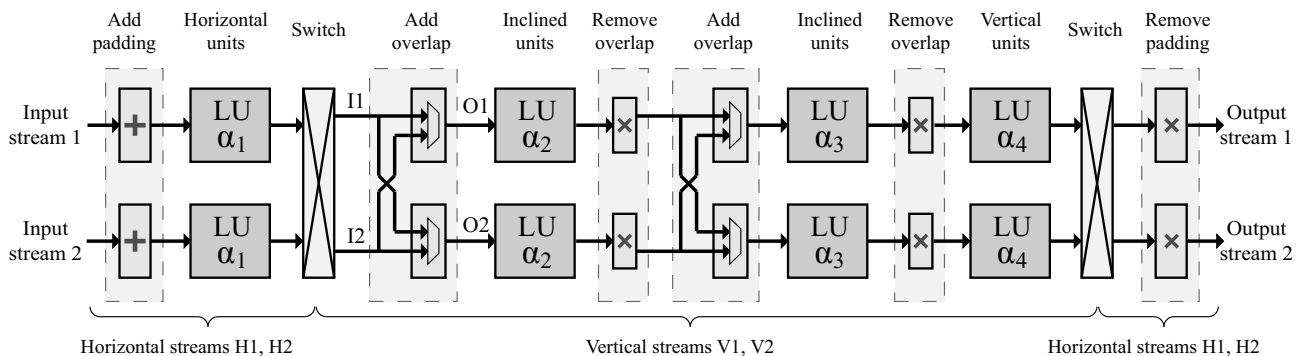 Add
padding
Horizontal
units
Switch
Add
overlap
Inclined
units
Remove
overlap
Add
overlap
Inclined
units
Remove
overlap
Vertical
units
Switch
Remove
padding
Input
stream 1
+
LU
α1
I1
O1
LU
α2
×
LU
α3
×
LU
α4
×
Output
stream 1
Input
stream 2
+
LU
α1
I2
O2
LU
α2
×
LU
α3
×
LU
α4
×
Output
stream 2
Horizontal streams H1, H2
Vertical streams V1, V2
Horizontal streams H1, H2